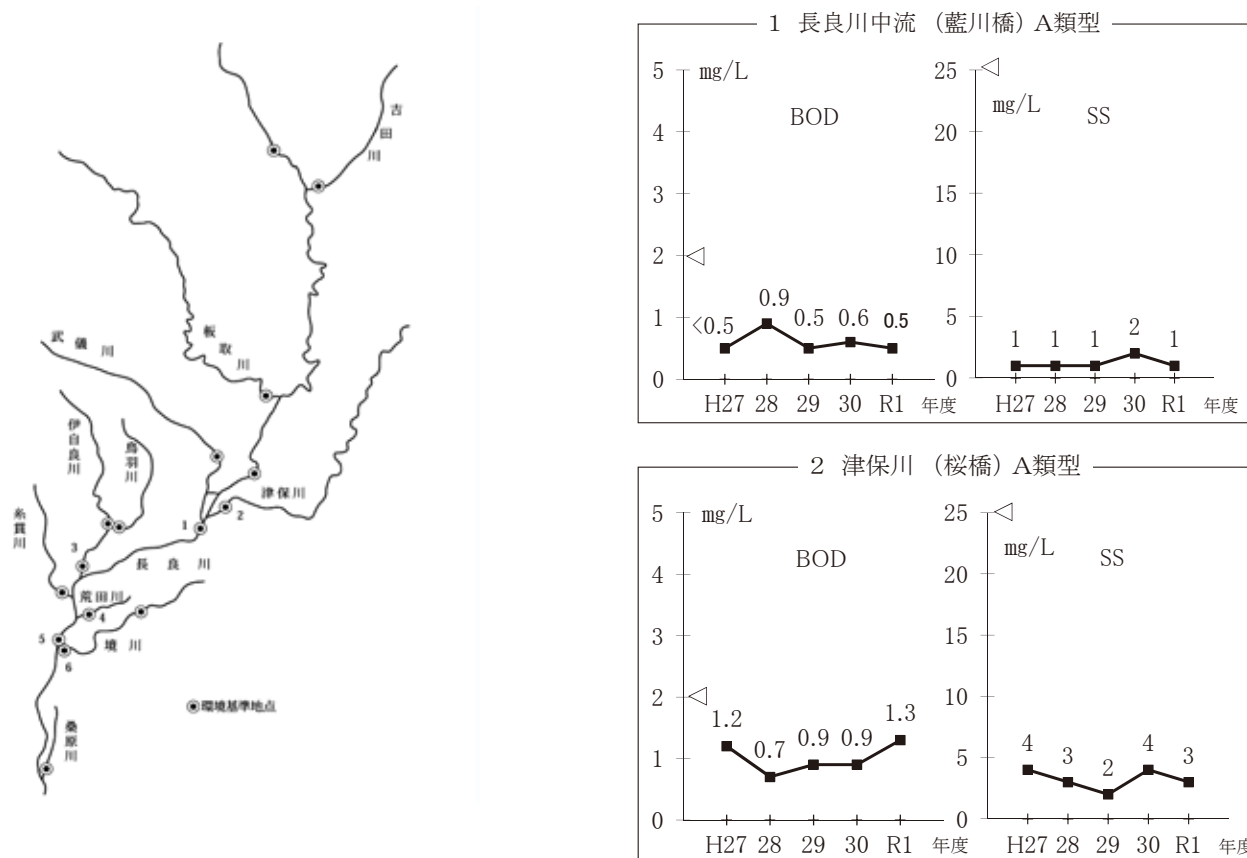 吉田川
板取川
武儀川
伊自良川
鳥羽川
糸貫川
津保川
1
2
3
長良川
荒田川
4
5
境川
6
◉環境基準地点
桑原川
1 長良川中流 (藍川橋) A類型
mg/L
BOD
5
4
3
2
1
0
<0.5
0.9
0.5
0.6
0.5
H27 28 29 30 R1 年度
mg/L
SS
25
20
15
10
5
0
1
1
1
2
1
H27 28 29 30 R1 年度
2 津保川 (桜橋) A類型
mg/L
BOD
5
4
3
2
1
0
1.2
0.7
0.9
0.9
1.3
H27 28 29 30 R1 年度
mg/L
SS
25
20
15
10
5
0
4
3
2
4
3
H27 28 29 30 R1 年度